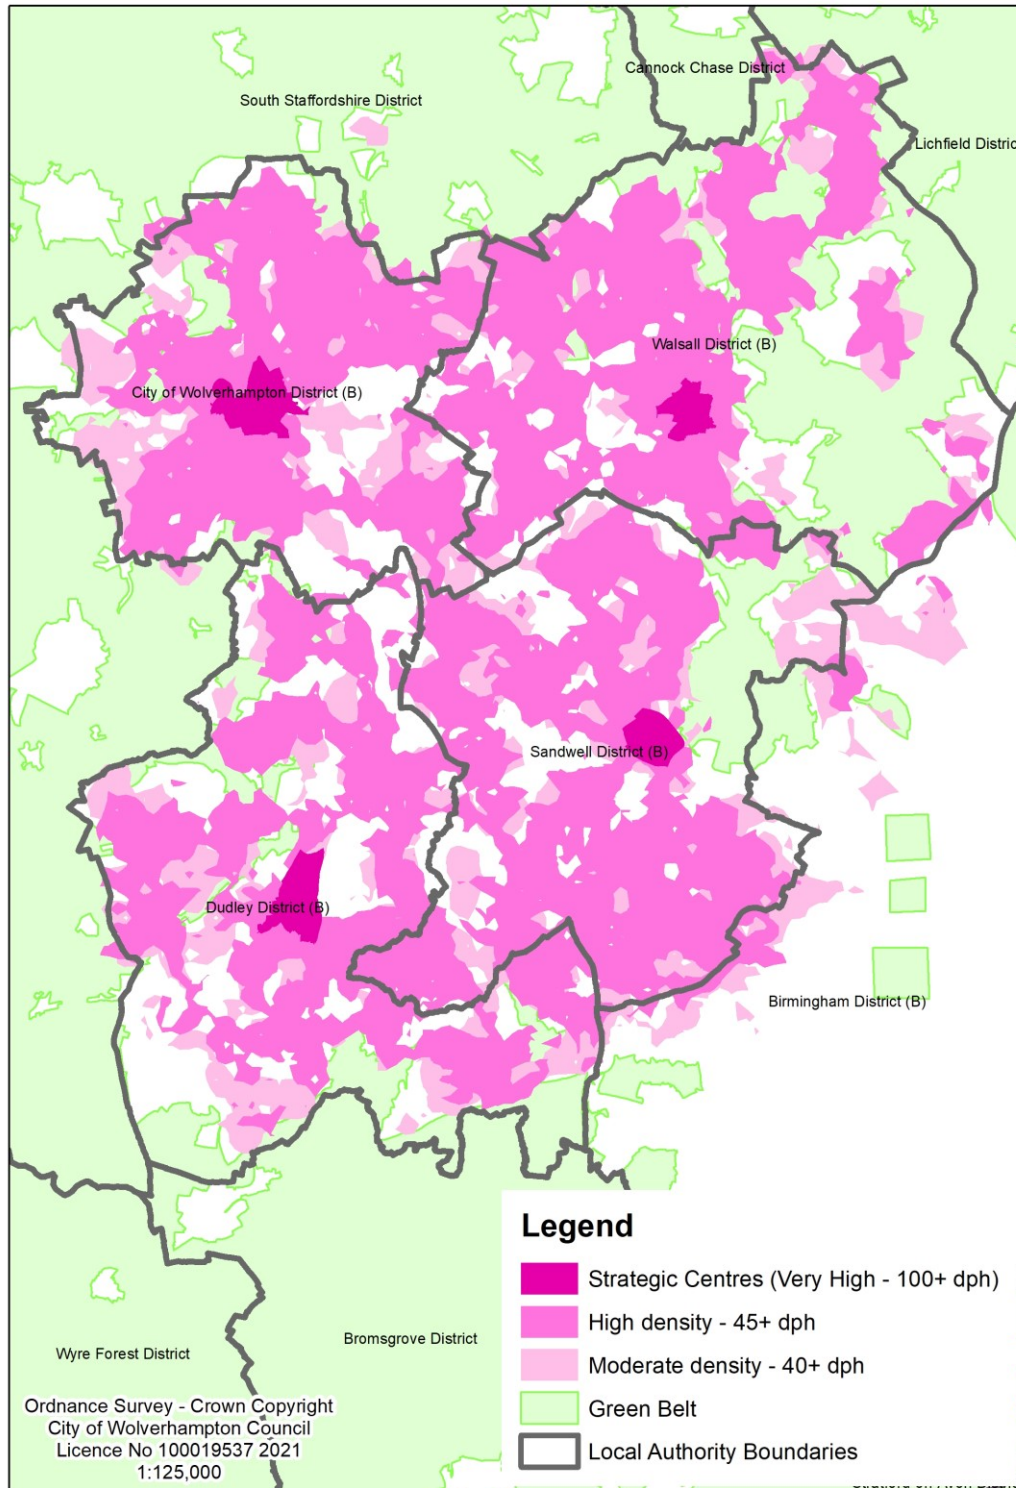 Cannock Chase District
South Staffordshire District
Lichfield Distric
Walsall District (B)
City of Wolverhampton District (B)
Sandwell District (B)
Dudley District (B)
Birmingham District (B)
Bromsgrove District
Wyre Forest District
Ordnance Survey - Crown Copyright
City of Wolverhampton Council
Licence No 100019537 2021
1:125,000
Legend
Strategic Centres (Very High - 100+ dph)
High density - 45+ dph
Moderate density - 40+ dph
Green Belt
Local Authority Boundaries